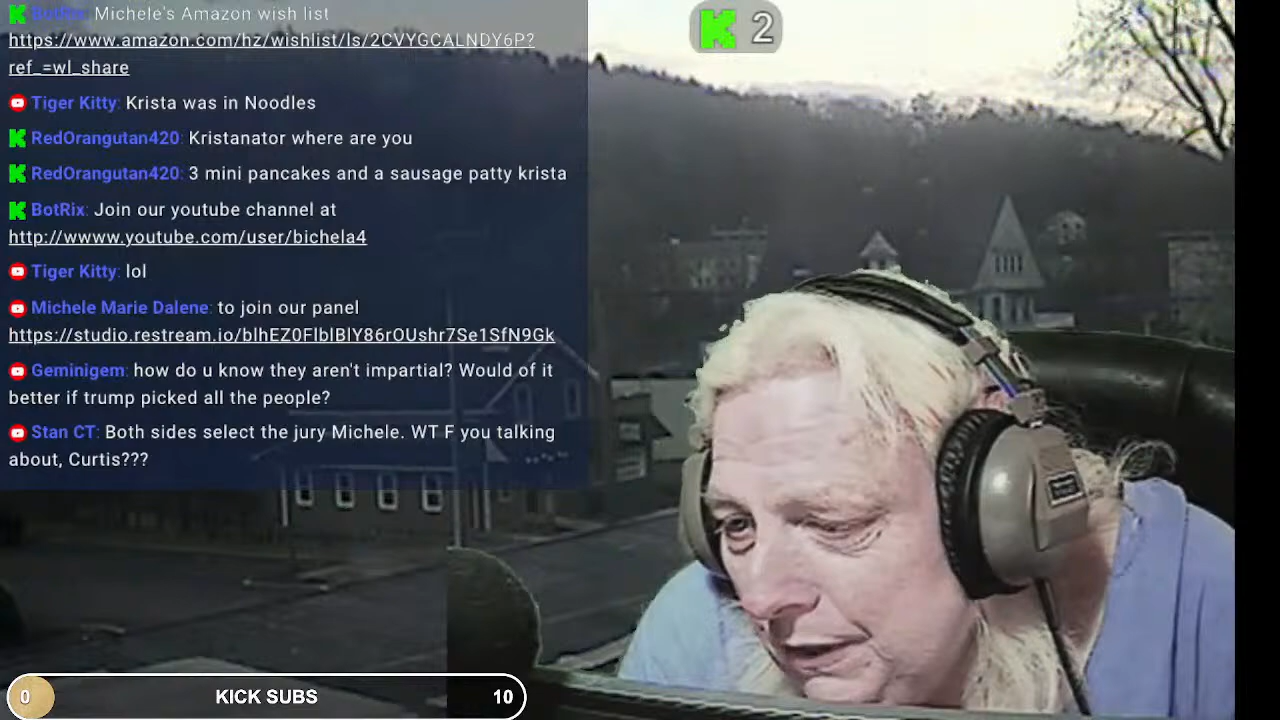 BotRix: Michele's Amazon wish list
https://www.amazon.com/hz/wishlist/ls/2CVYGCALNDY6P?
ref_=wl_share
Tiger Kitty: Krista was in Noodles
RedOrangutan420: Kristanator where are you
RedOrangutan420: 3 mini pancakes and a sausage patty krista
BotRix: Join our youtube channel at
http://wwww.youtube.com/user/bichela4
Tiger Kitty: lol
Michele Marie Dalene: to join our panel
https://studio.restream.io/blhEZ0FlblBlY86rOUshr7Se1SfN9Gk
Geminigem: how do u know they aren't impartial? Would of it
better if trump picked all the people?
Stan CT: Both sides select the jury Michele. WT F you talking
about, Curtis???
K 2
0 KICK SUBS 10